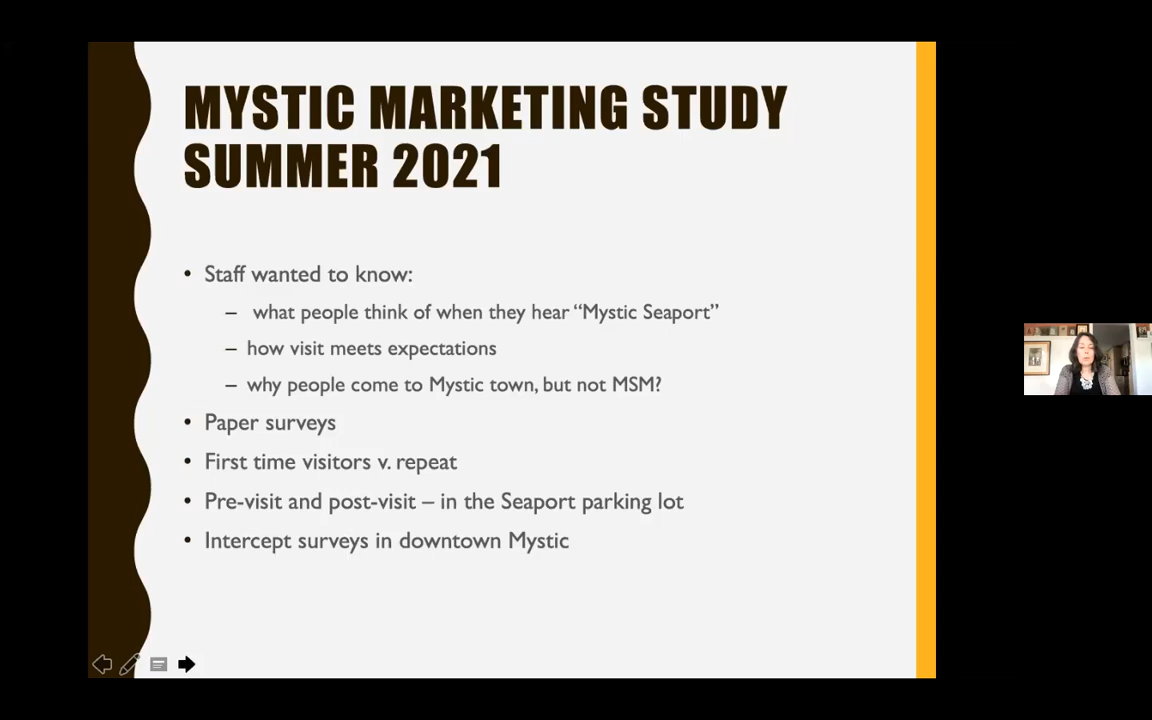 MYSTIC MARKETING STUDY
SUMMER 2021
• Staff wanted to know:
– what people think of when they hear “Mystic Seaport”
– how visit meets expectations
– why people come to Mystic town, but not MSM?
• Paper surveys
• First time visitors v. repeat
• Pre-visit and post-visit – in the Seaport parking lot
• Intercept surveys in downtown Mystic